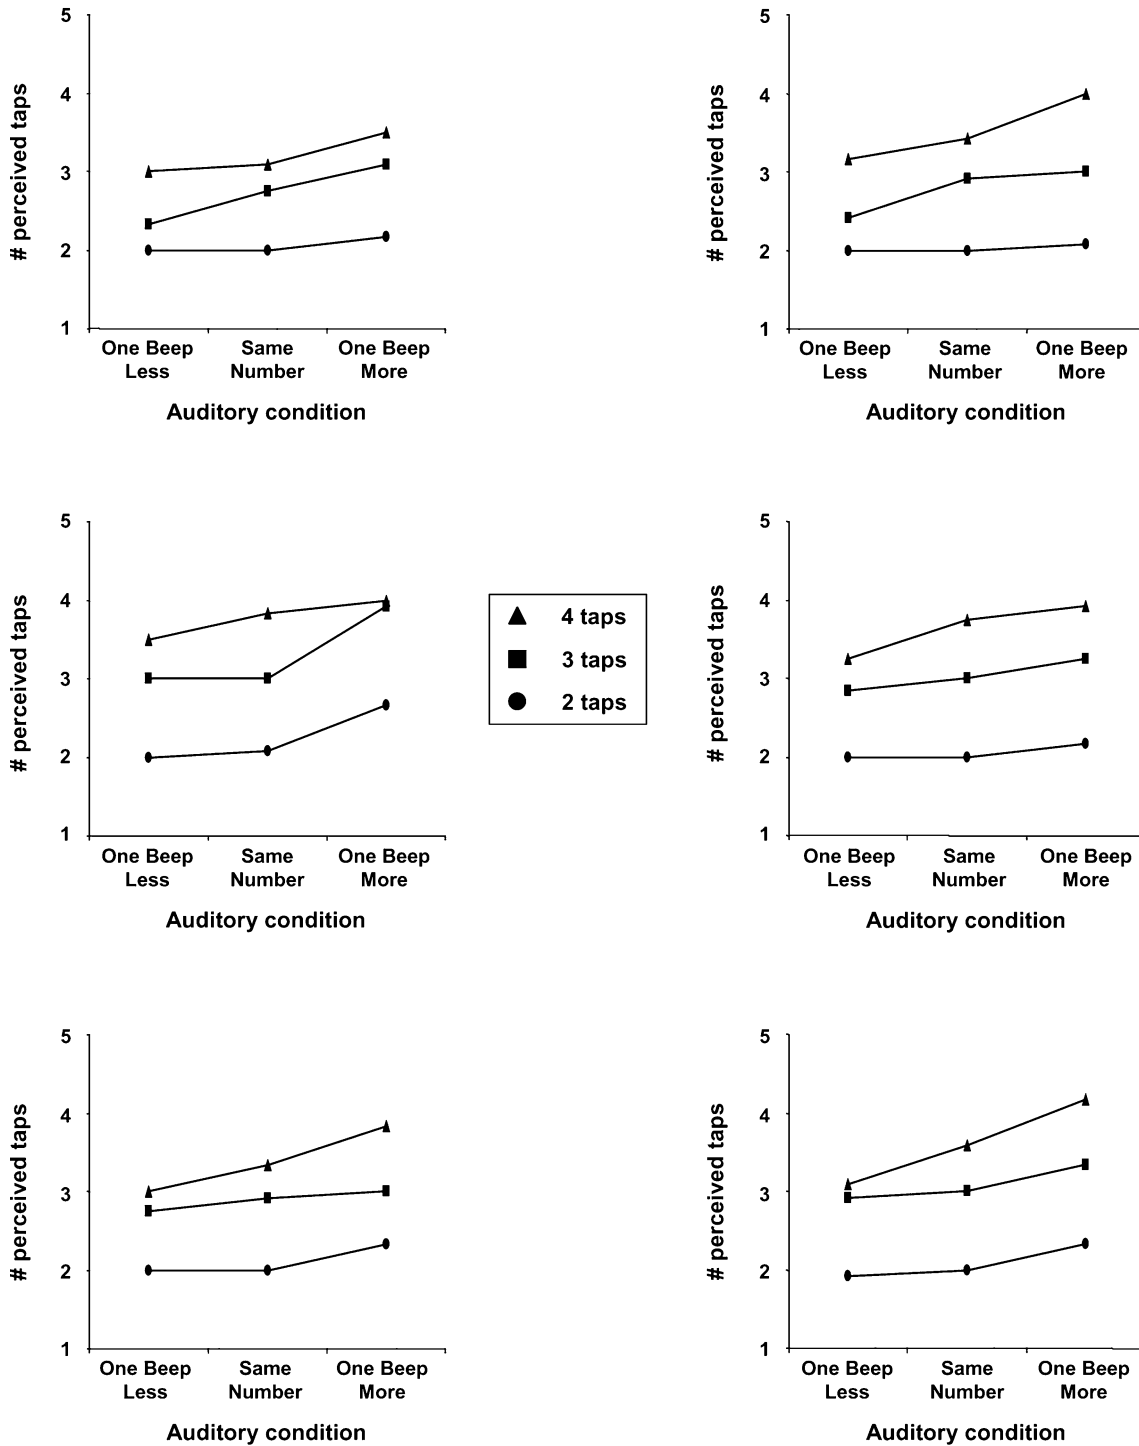 5
4
3
2
1
# perceived taps
One Beep Less
Same Number
One Beep More
Auditory condition
5
4
3
2
1
# perceived taps
One Beep Less
Same Number
One Beep More
Auditory condition
5
4
3
2
1
# perceived taps
One Beep Less
Same Number
One Beep More
Auditory condition
4 taps
3 taps
2 taps
5
4
3
2
1
# perceived taps
One Beep Less
Same Number
One Beep More
Auditory condition
5
4
3
2
1
# perceived taps
One Beep Less
Same Number
One Beep More
Auditory condition
5
4
3
2
1
# perceived taps
One Beep Less
Same Number
One Beep More
Auditory condition